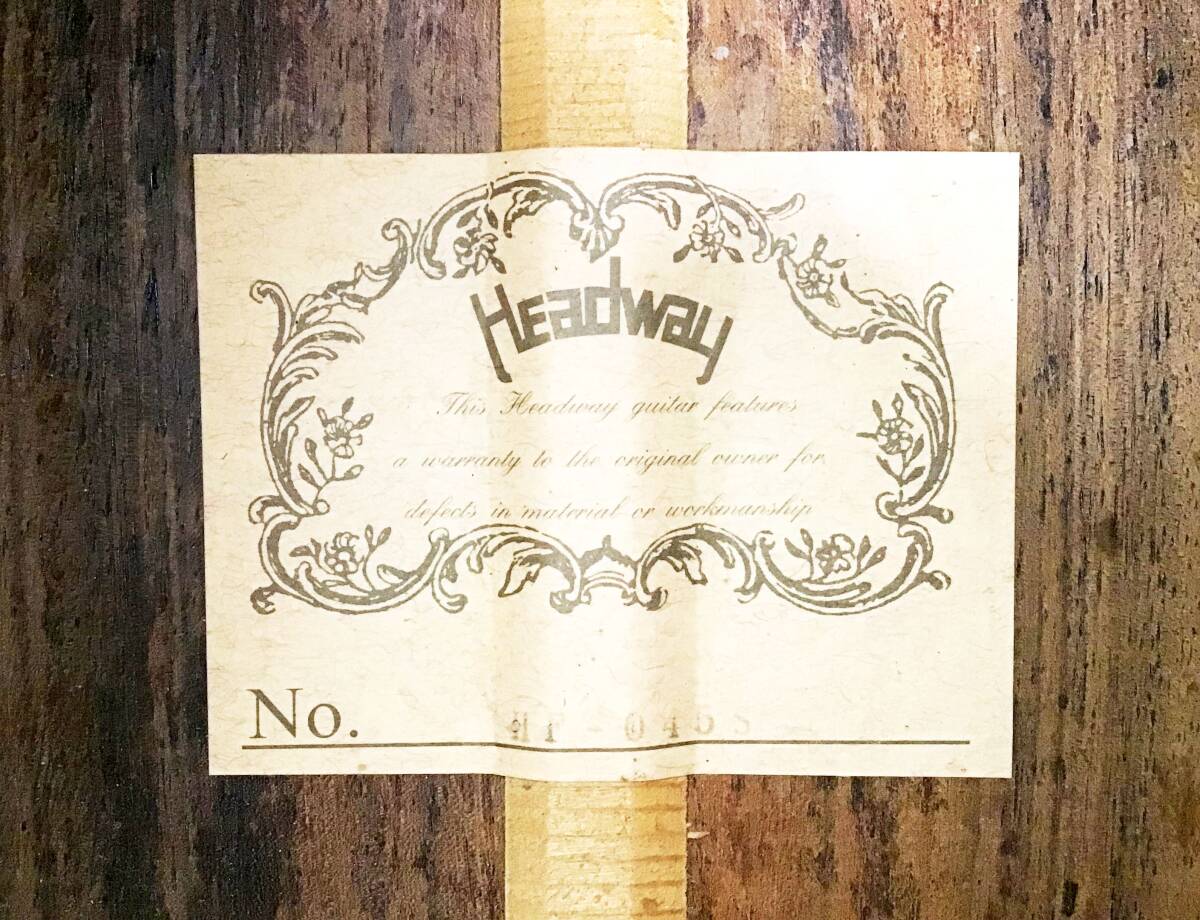 Headway
This Headway guitar features
a warranty to the original owner for
defects in material or workmanship
No.